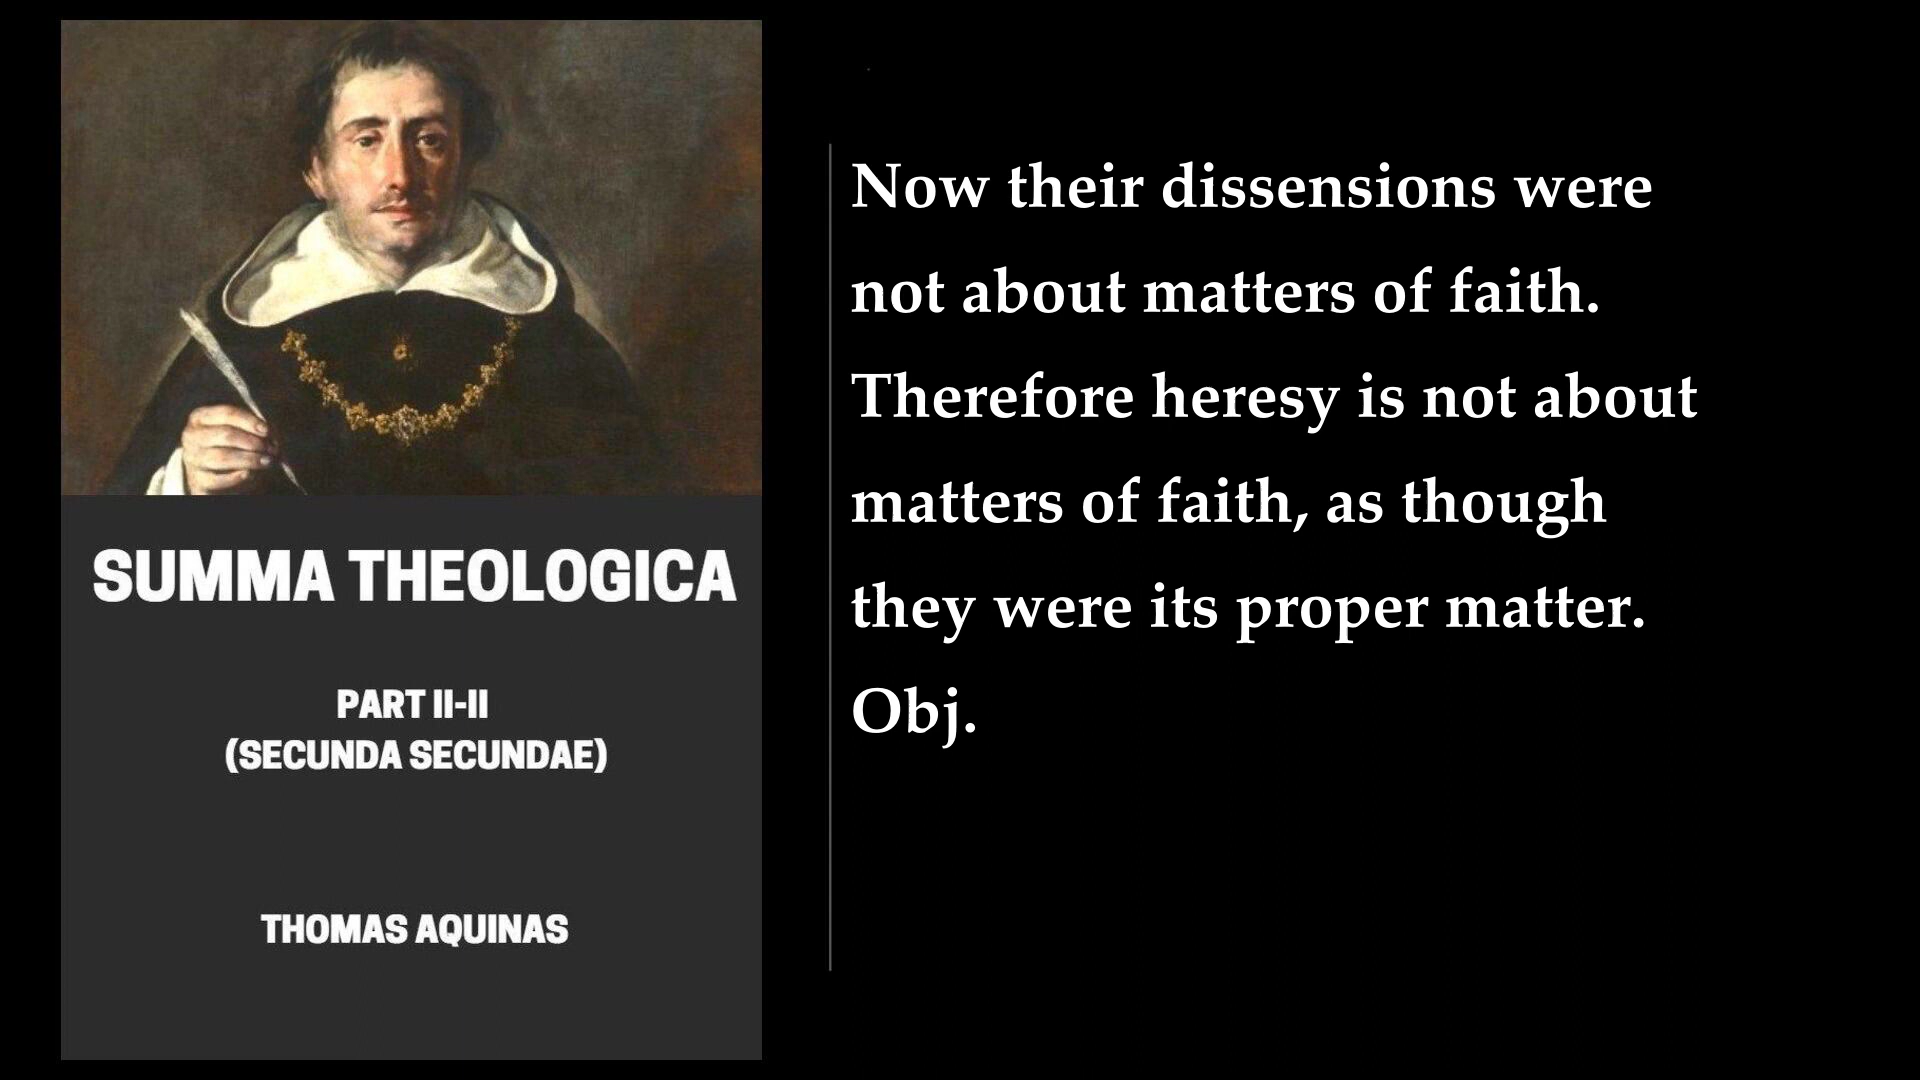 SUMMA THEOLOGICA
PART II-II
(SECUNDA SECUNDAE)
THOMAS AQUINAS
Now their dissensions were
not about matters of faith.
Therefore heresy is not about
matters of faith, as though
they were its proper matter.
Obj.